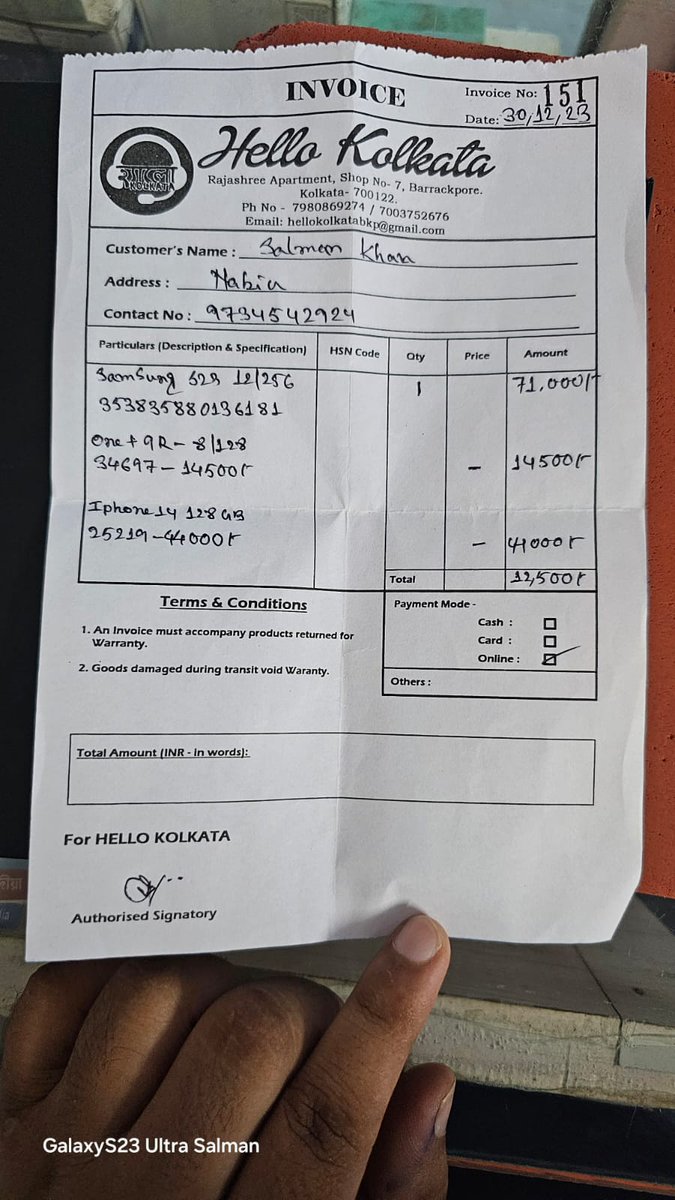 INVOICE
Invoice No: 151
Date: 30/12/23
হ্যালো
KOLKATA
Hello Kolkata
Rajashree Apartment, Shop No- 7, Barrackpore.
Kolkata- 700122.
Ph No - 7980869274 / 7003752676
Email: hellokolkatabkp@gmail.com
Customer's Name : Salman Khan
Address :
Contact No : 9734542924
Particulars (Description & Specification) HSN Code Qty Price Amount
Samsung S23 12/256 1 71,000/-
353835880136181
One+ 9R - 8/128
34697 - 14500/- - 14500/-
Iphone 14 128 GB
25219 - 44000/- - 44000/-
Total 12,500/-
Terms & Conditions
1. An Invoice must accompany products returned for
Warranty.
2. Goods damaged during transit void Waranty.
Payment Mode -
Cash :
Card :
Online :
Others :
Total Amount (INR - in words):
For HELLO KOLKATA
Authorised Signatory
GalaxyS23 Ultra Salman